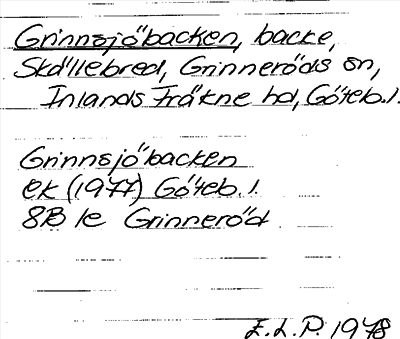 Grinnsjöbacken, backe,
Skällebred, Grinneröds sn,
Inlands Fräkne hd, Göteb.l.
Grinnsjöbacken
ek (1977) Göteb.l.
8B 1e Grinneröd
E.L.P. 1978